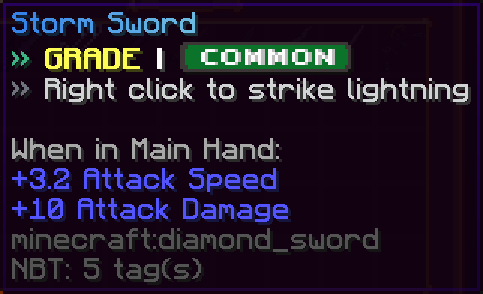 Storm Sword
» GRADE | COMMON
» Right click to strike lightning
When in Main Hand:
+3.2 Attack Speed
+10 Attack Damage
minecraft:diamond_sword
NBT: 5 tag(s)